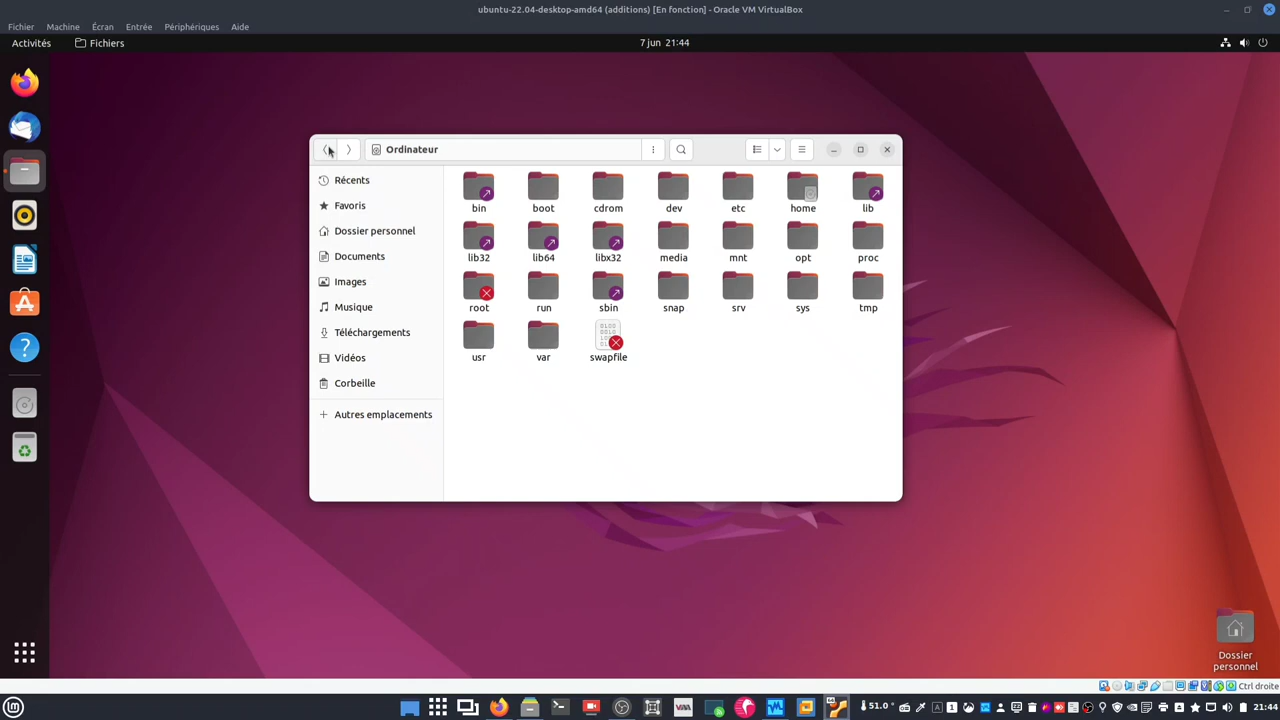 ubuntu-22.04-desktop-amd64 (additions) [En fonction] - Oracle VM VirtualBox
Fichier Machine Écran Entrée Périphériques Aide
Activités Fichiers 7 jun 21:44
Ordinateur
Récents
Favoris
Dossier personnel
Documents
Images
Musique
Téléchargements
Vidéos
Corbeille
Autres emplacements
bin boot cdrom dev etc home lib
lib32 lib64 libx32 media mnt opt proc
root run sbin snap srv sys tmp
usr var swapfile
Dossier
personnel
Ctrl droite
51.0° 21:44